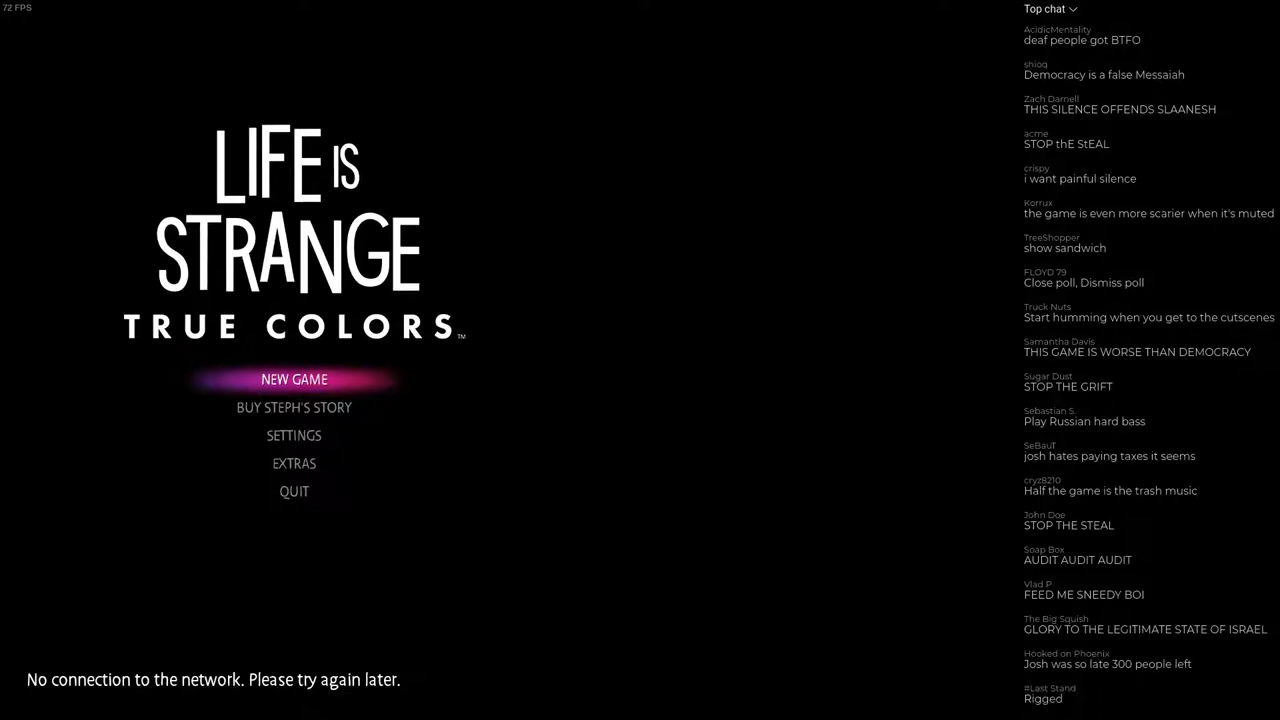 72 FPS
LIFE IS
STRANGE
TRUE COLORS™
NEW GAME
BUY STEPH'S STORY
SETTINGS
EXTRAS
QUIT
No connection to the network. Please try again later.
Top chat
AcidicMentality
deaf people got BTFO
shioq
Democracy is a false Messaiah
Zach Darnell
THIS SILENCE OFFENDS SLAANESH
acme
STOP thE StEAL
crispy
i want painful silence
Korrux
the game is even more scarier when it's muted
TreeShopper
show sandwich
FLOYD 79
Close poll, Dismiss poll
Truck Nuts
Start humming when you get to the cutscenes
Samantha Davis
THIS GAME IS WORSE THAN DEMOCRACY
Sugar Dust
STOP THE GRIFT
Sebastian S.
Play Russian hard bass
SeBauT
josh hates paying taxes it seems
cryz8210
Half the game is the trash music
John Doe
STOP THE STEAL
Soap Box
AUDIT AUDIT AUDIT
Vlad P
FEED ME SNEEDY BOI
The Big Squish
GLORY TO THE LEGITIMATE STATE OF ISRAEL
Hooked on Phoenix
Josh was so late 300 people left
#Last Stand
Rigged